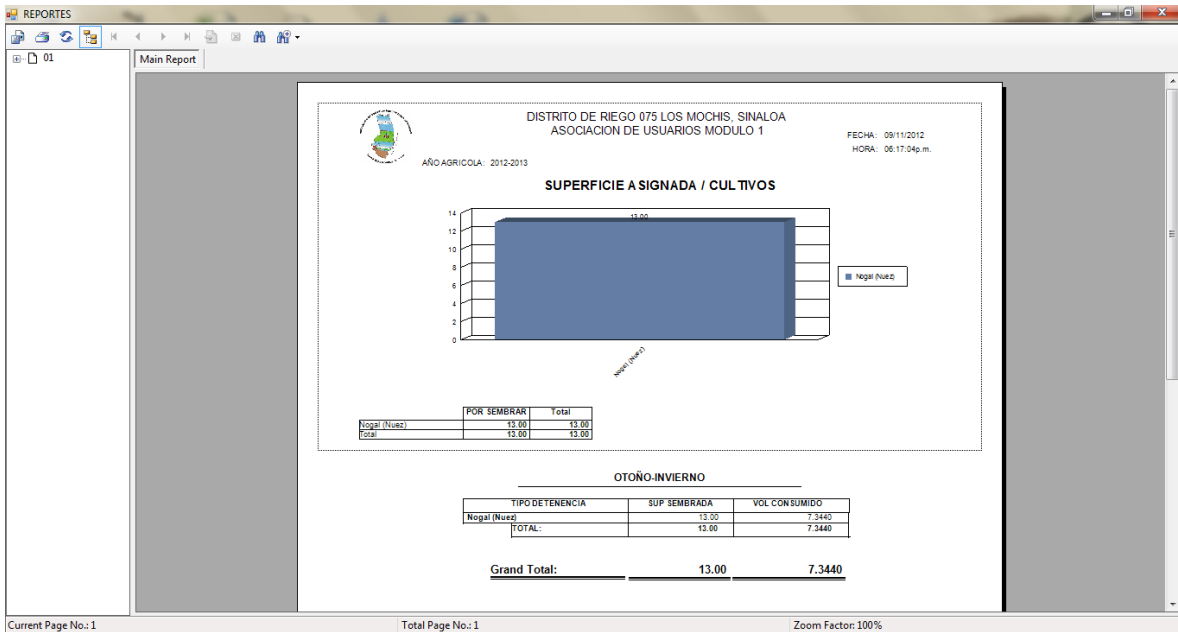 REPORTES
01
Main Report
DISTRITO DE RIEGO 075 LOS MOCHIS, SINALOA
ASOCIACION DE USUARIOS MODULO 1
FECHA: 09/11/2012
HORA: 06:17:04p.m.
AÑO AGRICOLA: 2012-2013
SUPERFICIE ASIGNADA / CULTIVOS
14
12
10
8
6
4
2
0
13.00
Nogal (Nuez)
Nogal (Nuez)
POR SEMBRAR Total
Nogal (Nuez) 13.00 13.00
Total 13.00 13.00
OTOÑO-INVIERNO
TIPO DE TENENCIA SUP SEMBRADA VOL CONSUMIDO
Nogal (Nuez) 13.00 7.3440
TOTAL: 13.00 7.3440
Grand Total: 13.00 7.3440
Current Page No.: 1 Total Page No.: 1 Zoom Factor: 100%